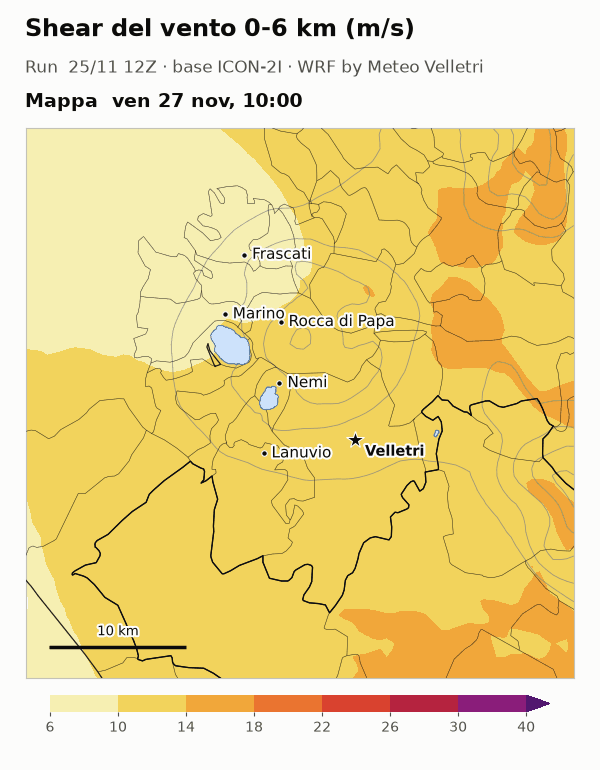 Shear del vento 0-6 km (m/s)
Run  25/11 12Z · base ICON-2I · WRF by Meteo Velletri
Mappa  ven 27 nov, 10:00
Frascati
Marino
Rocca di Papa
Nemi
Velletri
Lanuvio
10 km
6 10 14 18 22 26 30 40